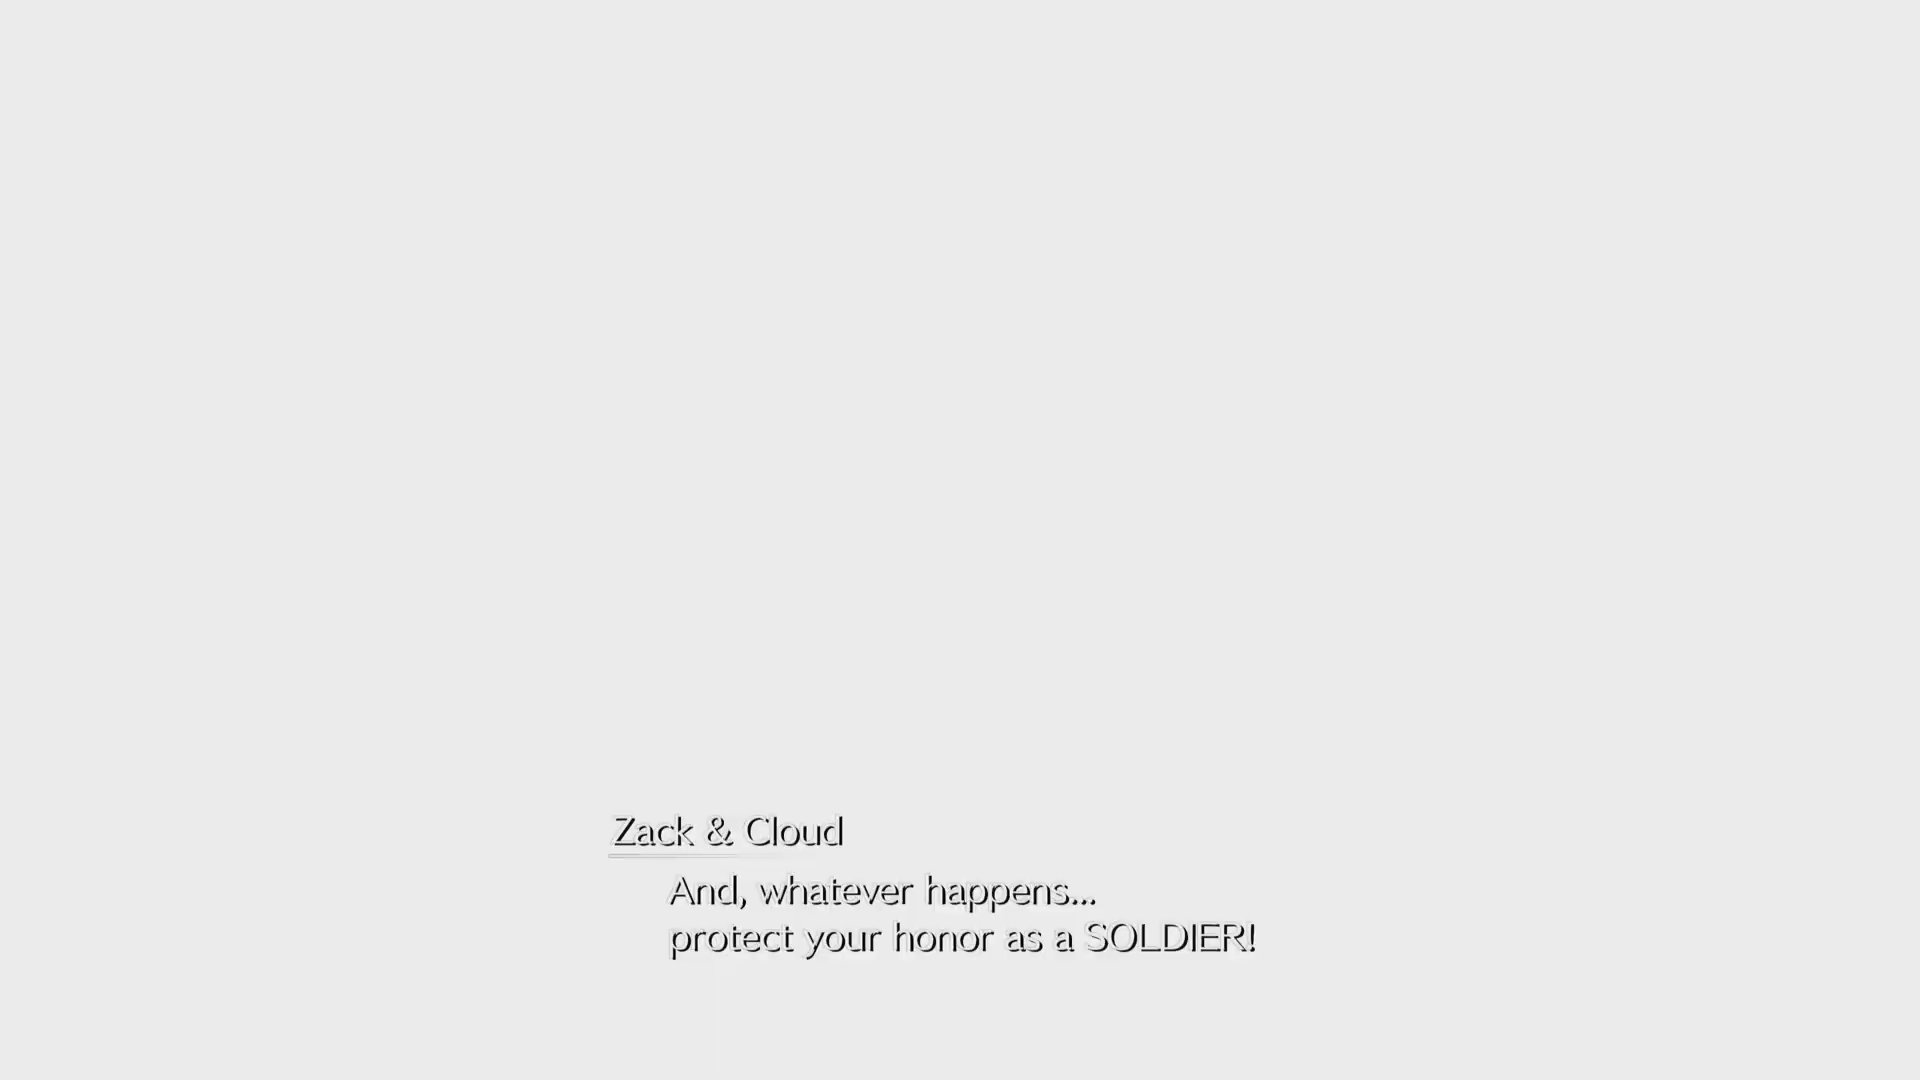 Zack & Cloud
And, whatever happens...
protect your honor as a SOLDIER!